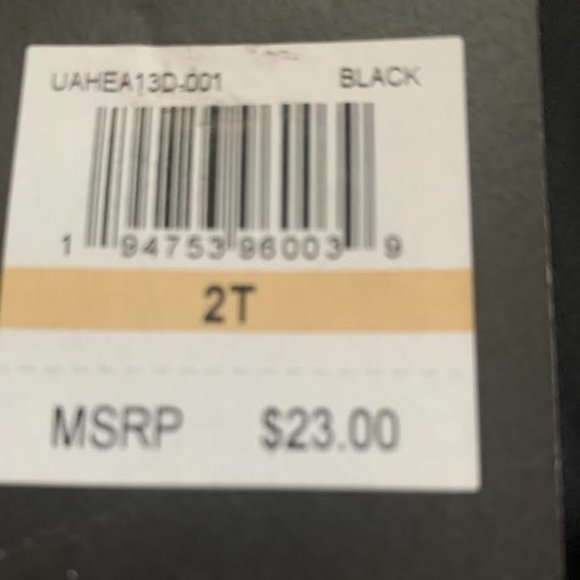 UAHEA13D-001 BLACK
1 94753 96003 9
2T
MSRP $23.00